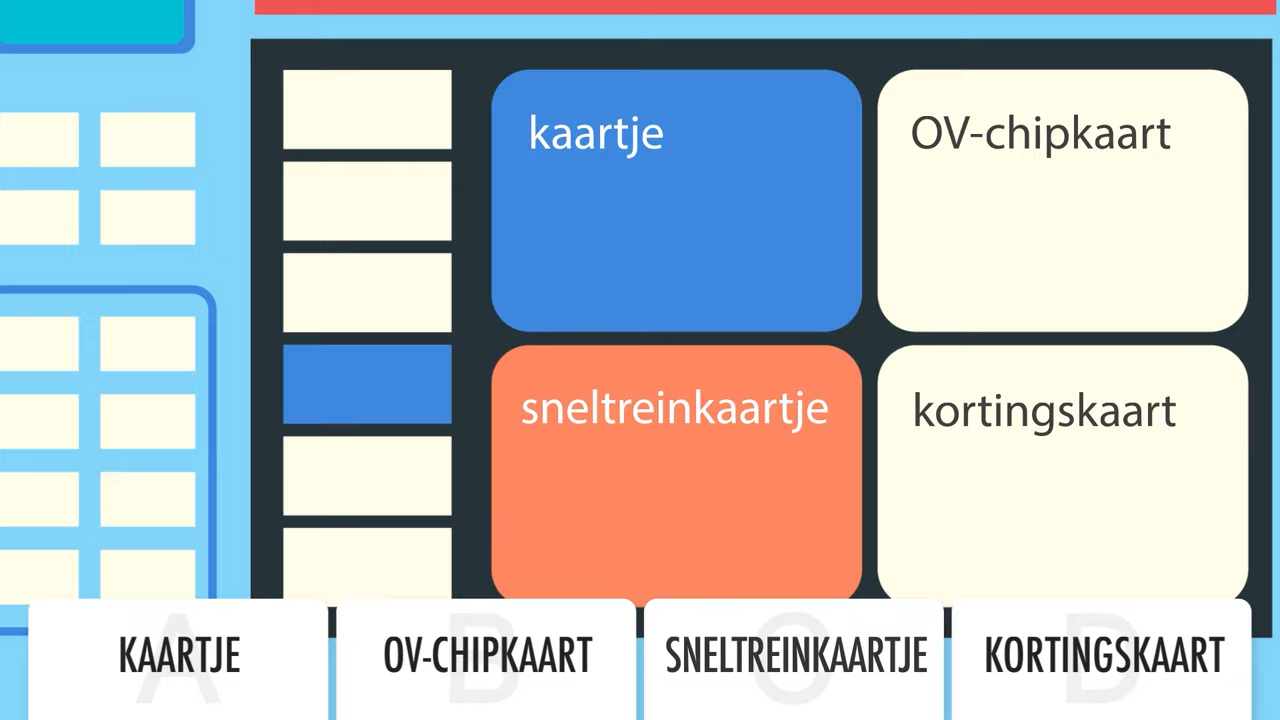 kaartje
OV-chipkaart
sneltreinkaartje
kortingskaart
A
KAARTJE
B
OV-CHIPKAART
SNELTREINKAARTJE
D
KORTINGSKAART